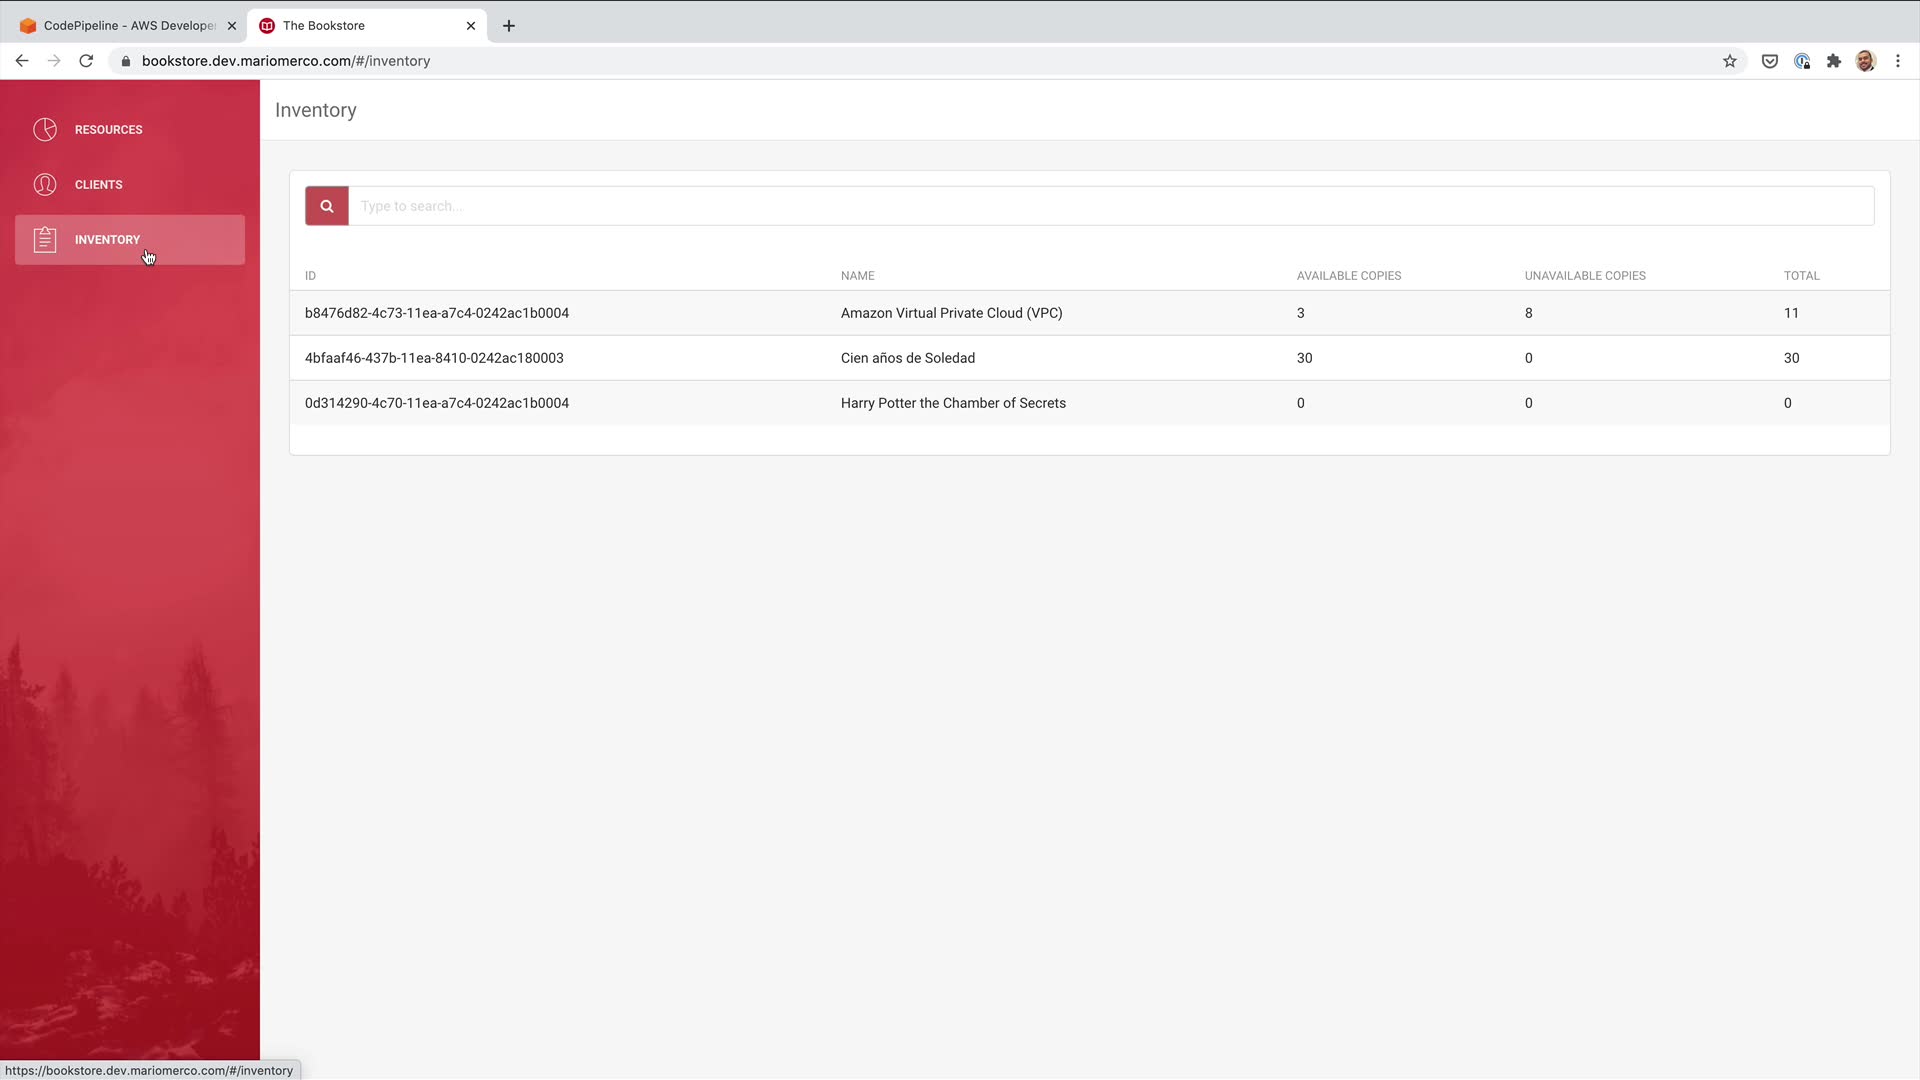 CodePipeline - AWS Develope
The Bookstore
bookstore.dev.mariomerco.com/#/inventory
RESOURCES
CLIENTS
INVENTORY
Inventory
Type to search...
ID NAME AVAILABLE COPIES UNAVAILABLE COPIES TOTAL
b8476d82-4c73-11ea-a7c4-0242ac1b0004 Amazon Virtual Private Cloud (VPC) 3 8 11
4bfaaf46-437b-11ea-8410-0242ac180003 Cien años de Soledad 30 0 30
0d314290-4c70-11ea-a7c4-0242ac1b0004 Harry Potter the Chamber of Secrets 0 0 0
https://bookstore.dev.mariomerco.com/#/inventory